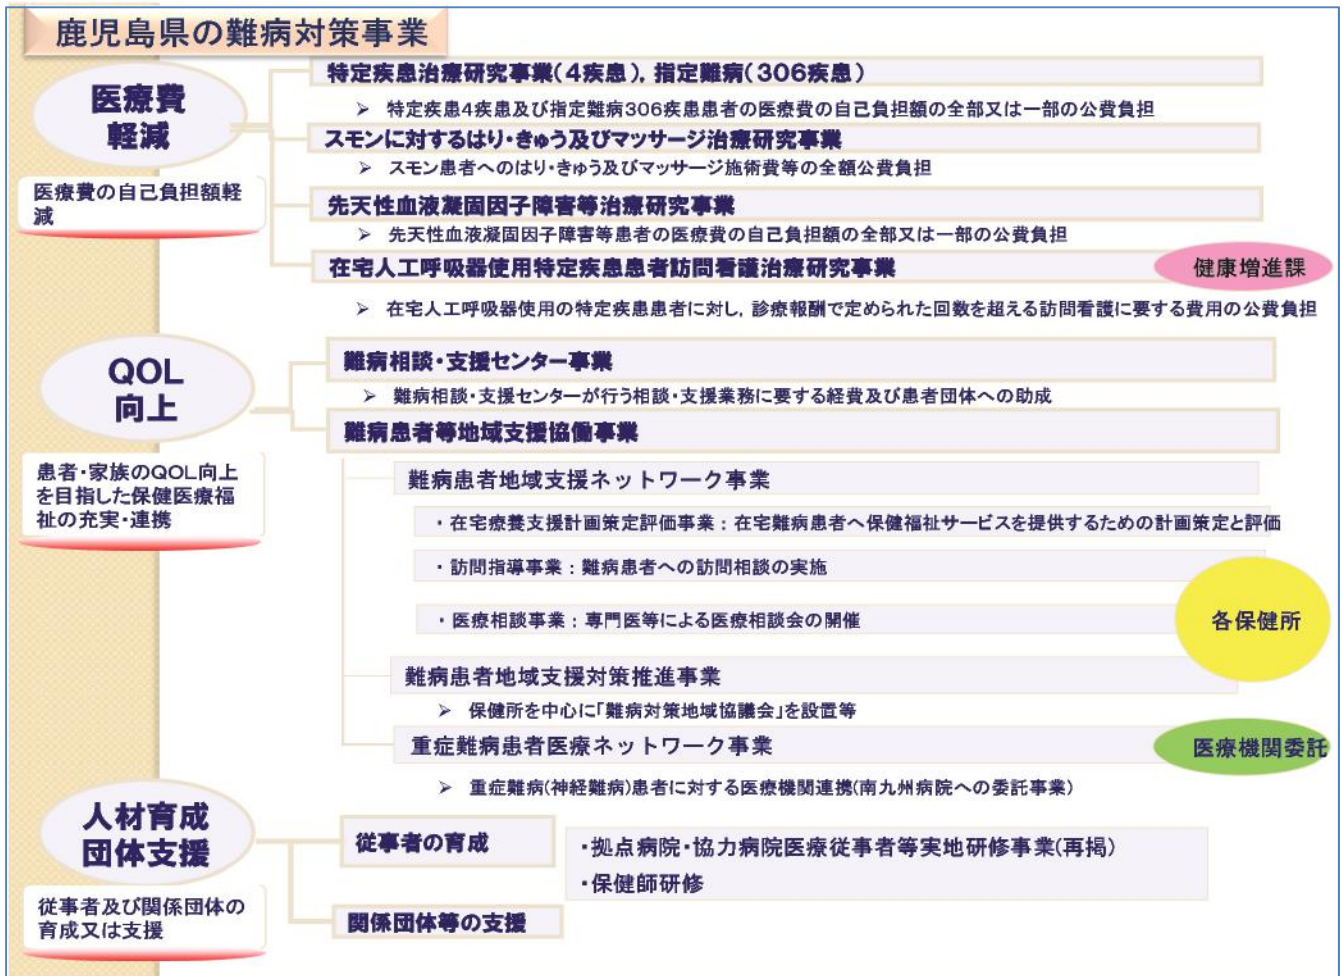 鹿児島県の難病対策事業
医療費
軽減
医療費の自己負担額軽
減
特定疾患治療研究事業(4疾患),指定難病(306疾患)
➢ 特定疾患4疾患及び指定難病306疾患患者の医療費の自己負担額の全部又は一部の公費負担
スモンに対するはり・きゅう及びマッサージ治療研究事業
➢ スモン患者へのはり・きゅう及びマッサージ施術費等の全額公費負担
先天性血液凝固因子障害等治療研究事業
➢ 先天性血液凝固因子障害等患者の医療費の自己負担額の全部又は一部の公費負担
在宅人工呼吸器使用特定疾患患者訪問看護治療研究事業
健康増進課
➢ 在宅人工呼吸器使用の特定疾患患者に対し,診療報酬で定められた回数を超える訪問看護に要する費用の公費負担
QOL
向上
患者・家族のQOL向上
を目指した保健医療福
祉の充実・連携
難病相談・支援センター事業
➢ 難病相談・支援センターが行う相談・支援業務に要する経費及び患者団体への助成
難病患者等地域支援協働事業
難病患者地域支援ネットワーク事業
・在宅療養支援計画策定評価事業:在宅難病患者へ保健福祉サービスを提供するための計画策定と評価
・訪問指導事業:難病患者への訪問相談の実施
・医療相談事業:専門医等による医療相談会の開催
各保健所
難病患者地域支援対策推進事業
➢ 保健所を中心に「難病対策地域協議会」を設置等
重症難病患者医療ネットワーク事業
医療機関委託
➢ 重症難病(神経難病)患者に対する医療機関連携(南九州病院への委託事業)
人材育成
団体支援
従事者及び関係団体の
育成又は支援
従事者の育成
・拠点病院・協力病院医療従事者等実地研修事業(再掲)
・保健師研修
関係団体等の支援